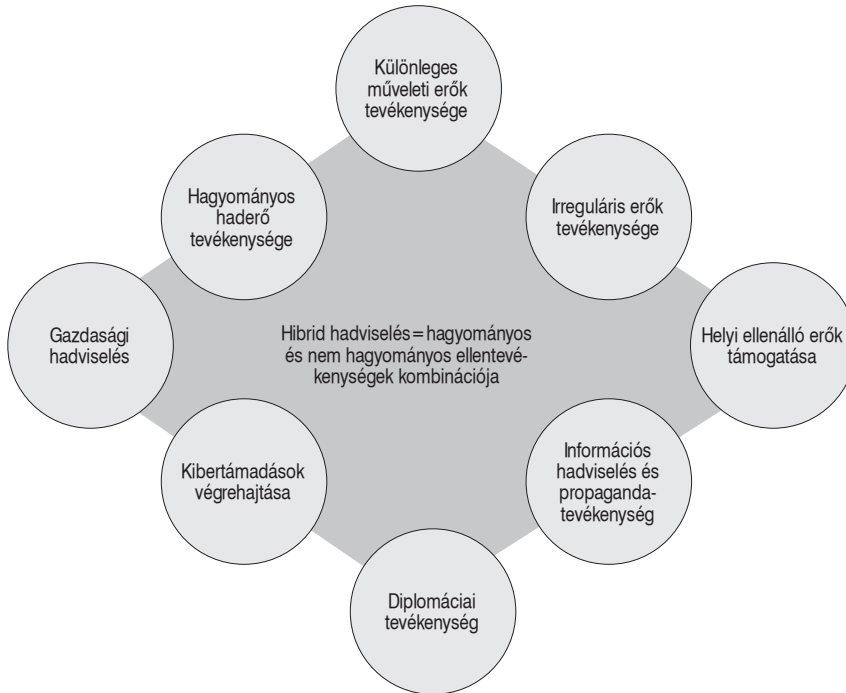 Különleges
műveleti erők
tevékenysége
Hagyományos
haderő
tevékenysége
Irreguláris erők
tevékenysége
Gazdasági
hadviselés
Hibrid hadviselés = hagyományos
és nem hagyományos ellentevé-
kenységek kombinációja
Helyi ellenálló erők
támogatása
Kibertámadások
végrehajtása
Információs
hadviselés és
propaganda-
tevékenység
Diplomáciai
tevékenység